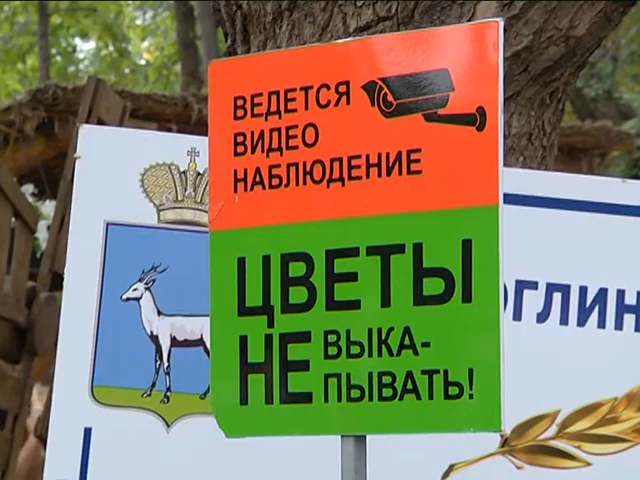 ВЕДЕТСЯ
ВИДЕО
НАБЛЮДЕНИЕ
ЦВЕТЫ
НЕ ВЫКА-
ПЫВАТЬ!